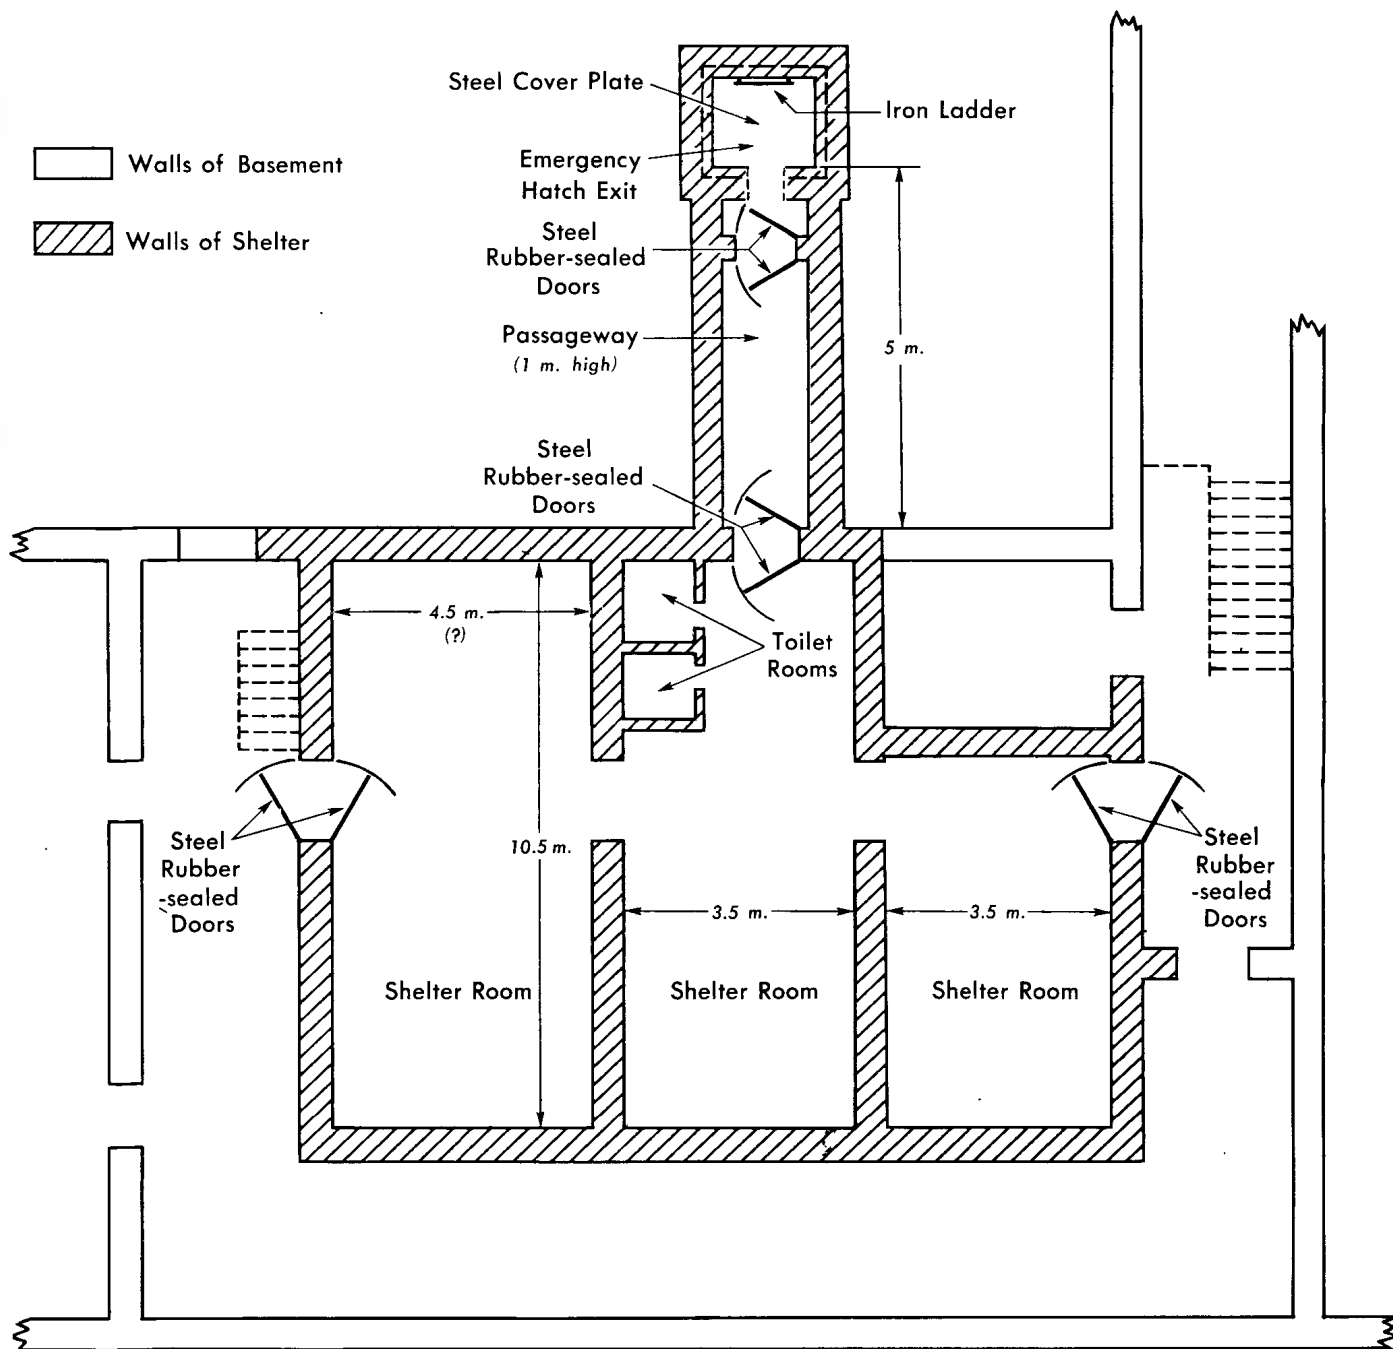 Steel Cover Plate
Iron Ladder
Walls of Basement
Emergency
Hatch Exit
Walls of Shelter
Steel
Rubber-sealed
Doors
Passageway
(1 m. high)
5 m.
Steel
Rubber-sealed
Doors
4.5 m.
(?)
Toilet
Rooms
Steel
Rubber
-sealed
Doors
10.5 m.
Steel
Rubber
-sealed
Doors
3.5 m.
3.5 m.
Shelter Room
Shelter Room
Shelter Room